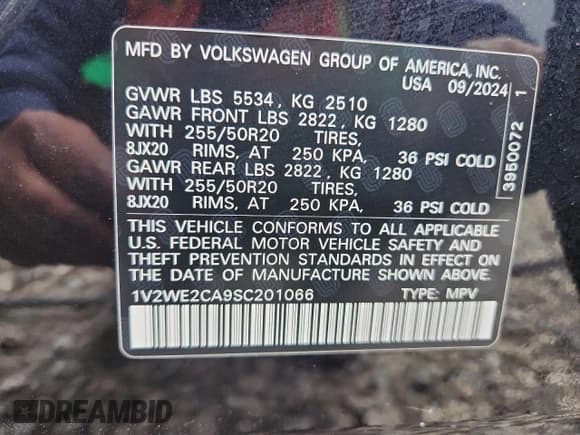 MFD BY VOLKSWAGEN GROUP OF AMERICA, INC.
USA 09/2024
GVWR LBS 5534, KG 2510
GAWR FRONT LBS 2822, KG 1280
WITH 255/50R20 TIRES,
8JX20 RIMS, AT 250 KPA, 36 PSI COLD
GAWR REAR LBS 2822, KG 1280
WITH 255/50R20 TIRES,
8JX20 RIMS, AT 250 KPA, 36 PSI COLD
THIS VEHICLE CONFORMS TO ALL APPLICABLE
U.S. FEDERAL MOTOR VEHICLE SAFETY AND
THEFT PREVENTION STANDARDS IN EFFECT ON
THE DATE OF MANUFACTURE SHOWN ABOVE.
1V2WE2CA9SC201066 TYPE: MPV
3950072 1
DREAMBID